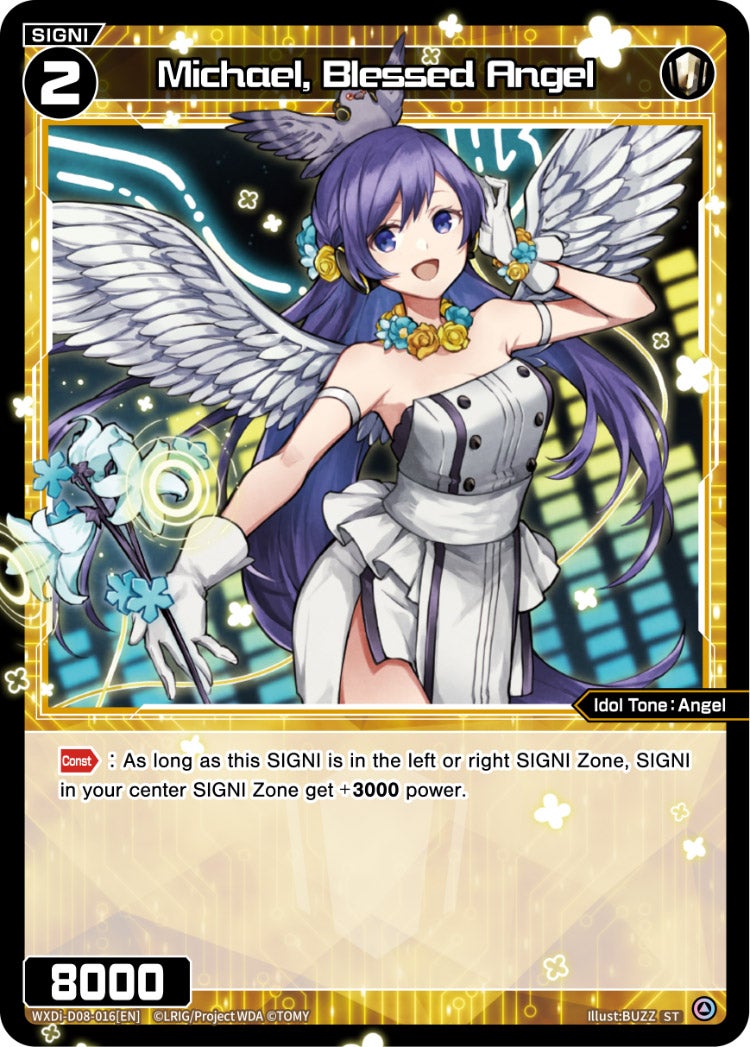 SIGNI
2
Michael, Blessed Angel
Idol Tone:Angel
Const : As long as this SIGNI is in the left or right SIGNI Zone, SIGNI
in your center SIGNI Zone get +3000 power.
8000
WXDi-D08-016[EN] ©LRIG/Project WDA ©TOMY
Illust:BUZZ ST